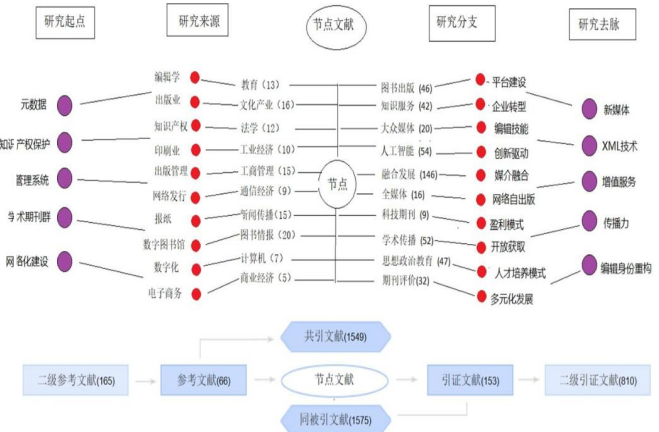 研究起点
研究来源
节点文献
研究分支
研究去脉
元数据
知识产权保护
管理系统
学术期刊群
网络化建设
编辑学
出版业
知识产权
印刷业
出版管理
网络发行
报纸
数字图书馆
数字化
电子商务
教育（13）
文化产业（16）
法学（12）
工业经济（10）
工商管理（15）
通信经济（9）
新闻传播（15）
图书情报（20）
计算机（7）
商业经济（5）
节点
图书出版 (46)
知识服务 (42)
大众媒体 (20)
人工智能 (54)
融合发展 (146)
全媒体 (16)
科技期刊 (9)
学术传播 (52)
思想政治教育 (47)
期刊评价(32)
平台建设
企业转型
编辑技能
创新驱动
媒介融合
网络自出版
盈利模式
开放获取
人才培养模式
多元化发展
新媒体
XML技术
增值服务
传播力
编辑身份重构
共引文献(1549)
二级参考文献(165)
参考文献(66)
节点文献
引证文献(153)
二级引证文献(810)
同被引文献(1575)